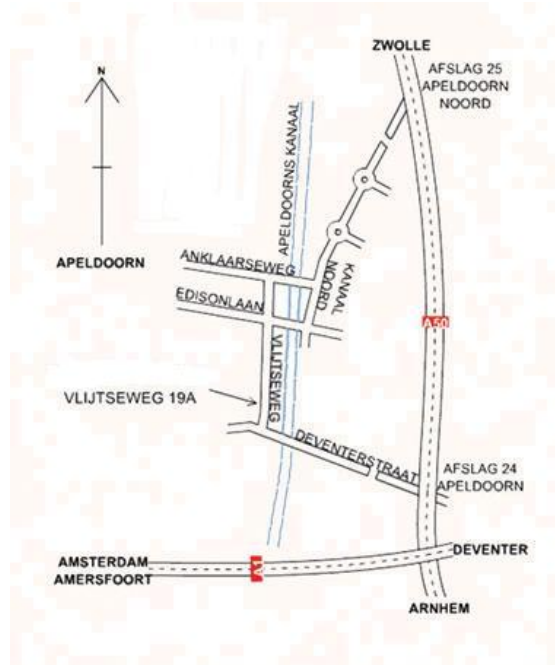 ZWOLLE
AFSLAG 25
APELDOORN
NOORD
N
APELDOORNS KANAAL
APELDOORN
ANKLAARSEWEG
KANAAL
NOORD
EDISONLAAN
A50
VLIJTSEWEG
VLIJTSEWEG 19A
DEVENTERSTRAAT
AFSLAG 24
APELDOORN
DEVENTER
AMSTERDAM
AMERSFOORT
A1
ARNHEM